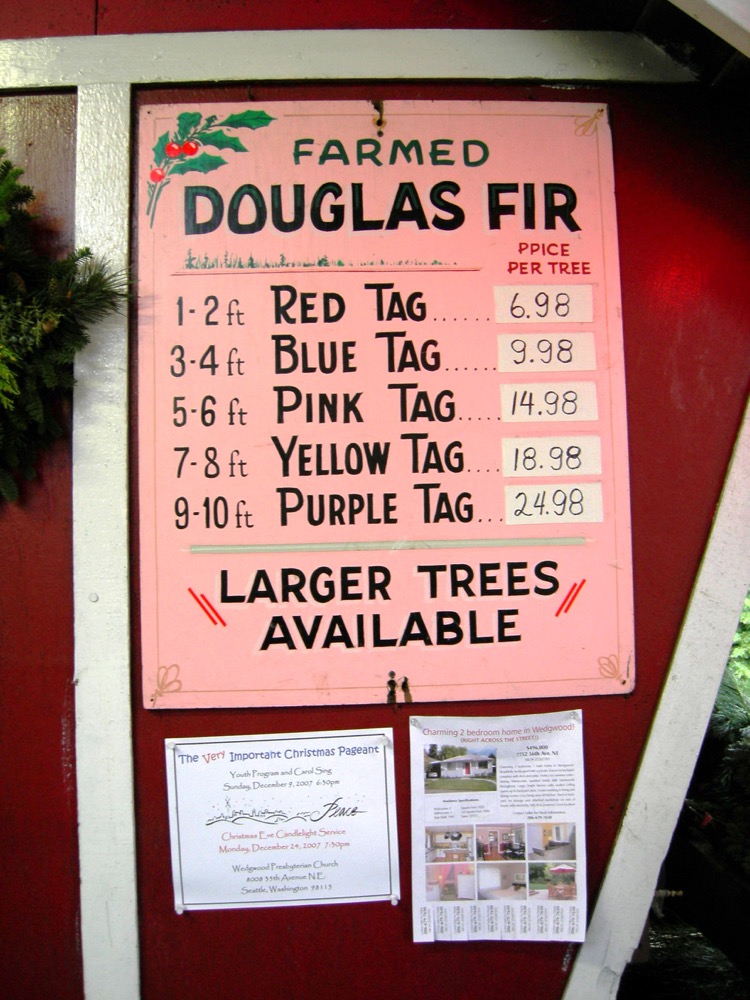 FARMED
DOUGLAS FIR
PPICE
PER TREE
1-2 ft RED TAG...... 6.98
3-4 ft BLUE TAG...... 9.98
5-6 ft PINK TAG..... 14.98
7-8 ft YELLOW TAG.... 18.98
9-10 ft PURPLE TAG... 24.98
LARGER TREES
AVAILABLE
The Very Important Christmas Pageant
Youth Program and Carol Sing
Sunday, December 9, 2007 6:30pm
Peace
Christmas Eve Candlelight Service
Monday, December 24, 2007 7:30pm
Wedgwood Presbyterian Church
8008 35th Avenue N.E.
Seattle, Washington 98115
Charming 2 bedroom home in Wedgwood!
(RIGHT ACROSS THE STREET!)